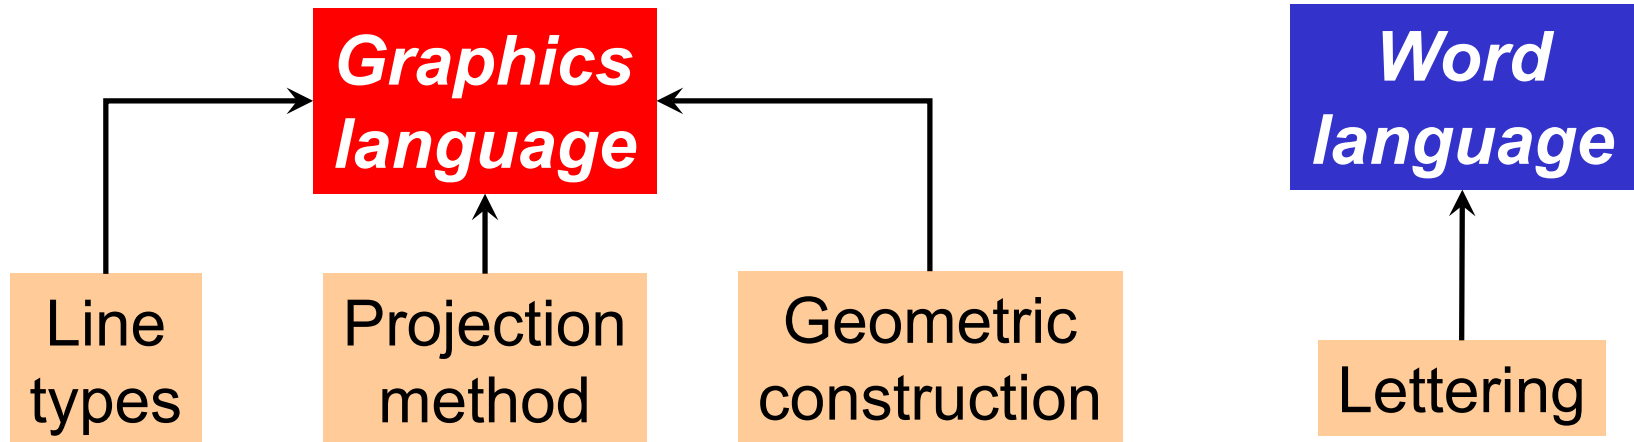 Graphics
language
Word
language
Line
types
Projection
method
Geometric
construction
Lettering